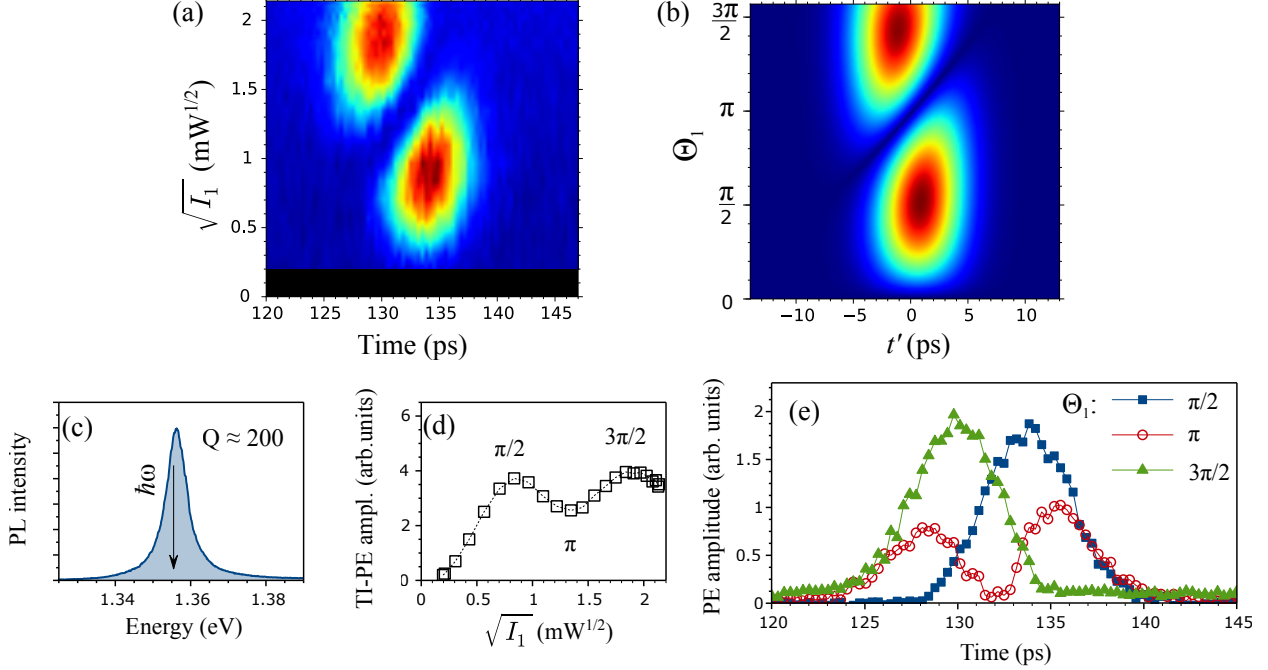 (a)
√I₁ (mW^1/2)
2
1.5
1
0.5
0
120 125 130 135 140 145
Time (ps)
(b)
Θ₁
3π/2
π
π/2
0
−10 −5 0 5 10
t′ (ps)
(c)
Q ≈ 200
ħω
PL intensity
1.34 1.36 1.38
Energy (eV)
(d)
TI-PE ampl. (arb.units)
6
4
2
0
π/2
3π/2
π
0 0.5 1 1.5 2
√I₁ (mW^1/2)
(e)
Θ₁:
π/2
π
3π/2
PE amplitude (arb. units)
2
1.5
1
0.5
0
120 125 130 135 140 145
Time (ps)